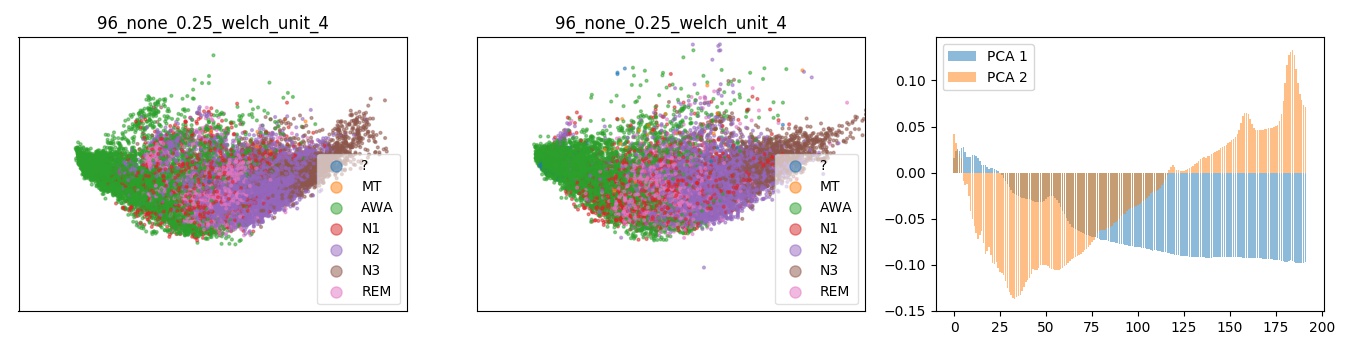 96_none_0.25_welch_unit_4
?
MT
AWA
N1
N2
N3
REM
96_none_0.25_welch_unit_4
?
MT
AWA
N1
N2
N3
REM
PCA 1
PCA 2
0.10
0.05
0.00
−0.05
−0.10
−0.15
0 25 50 75 100 125 150 175 200